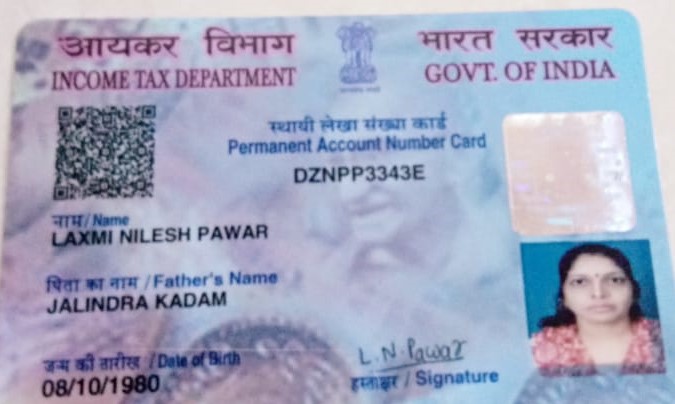 आयकर विभाग
INCOME TAX DEPARTMENT
भारत सरकार
GOVT. OF INDIA
स्थायी लेखा संख्या कार्ड
Permanent Account Number Card
DZNPP3343E
नाम / Name
LAXMI NILESH PAWAR
पिता का नाम / Father's Name
JALINDRA KADAM
जन्म की तारीख / Date of Birth
08/10/1980
L.N.Pawar
हस्ताक्षर / Signature